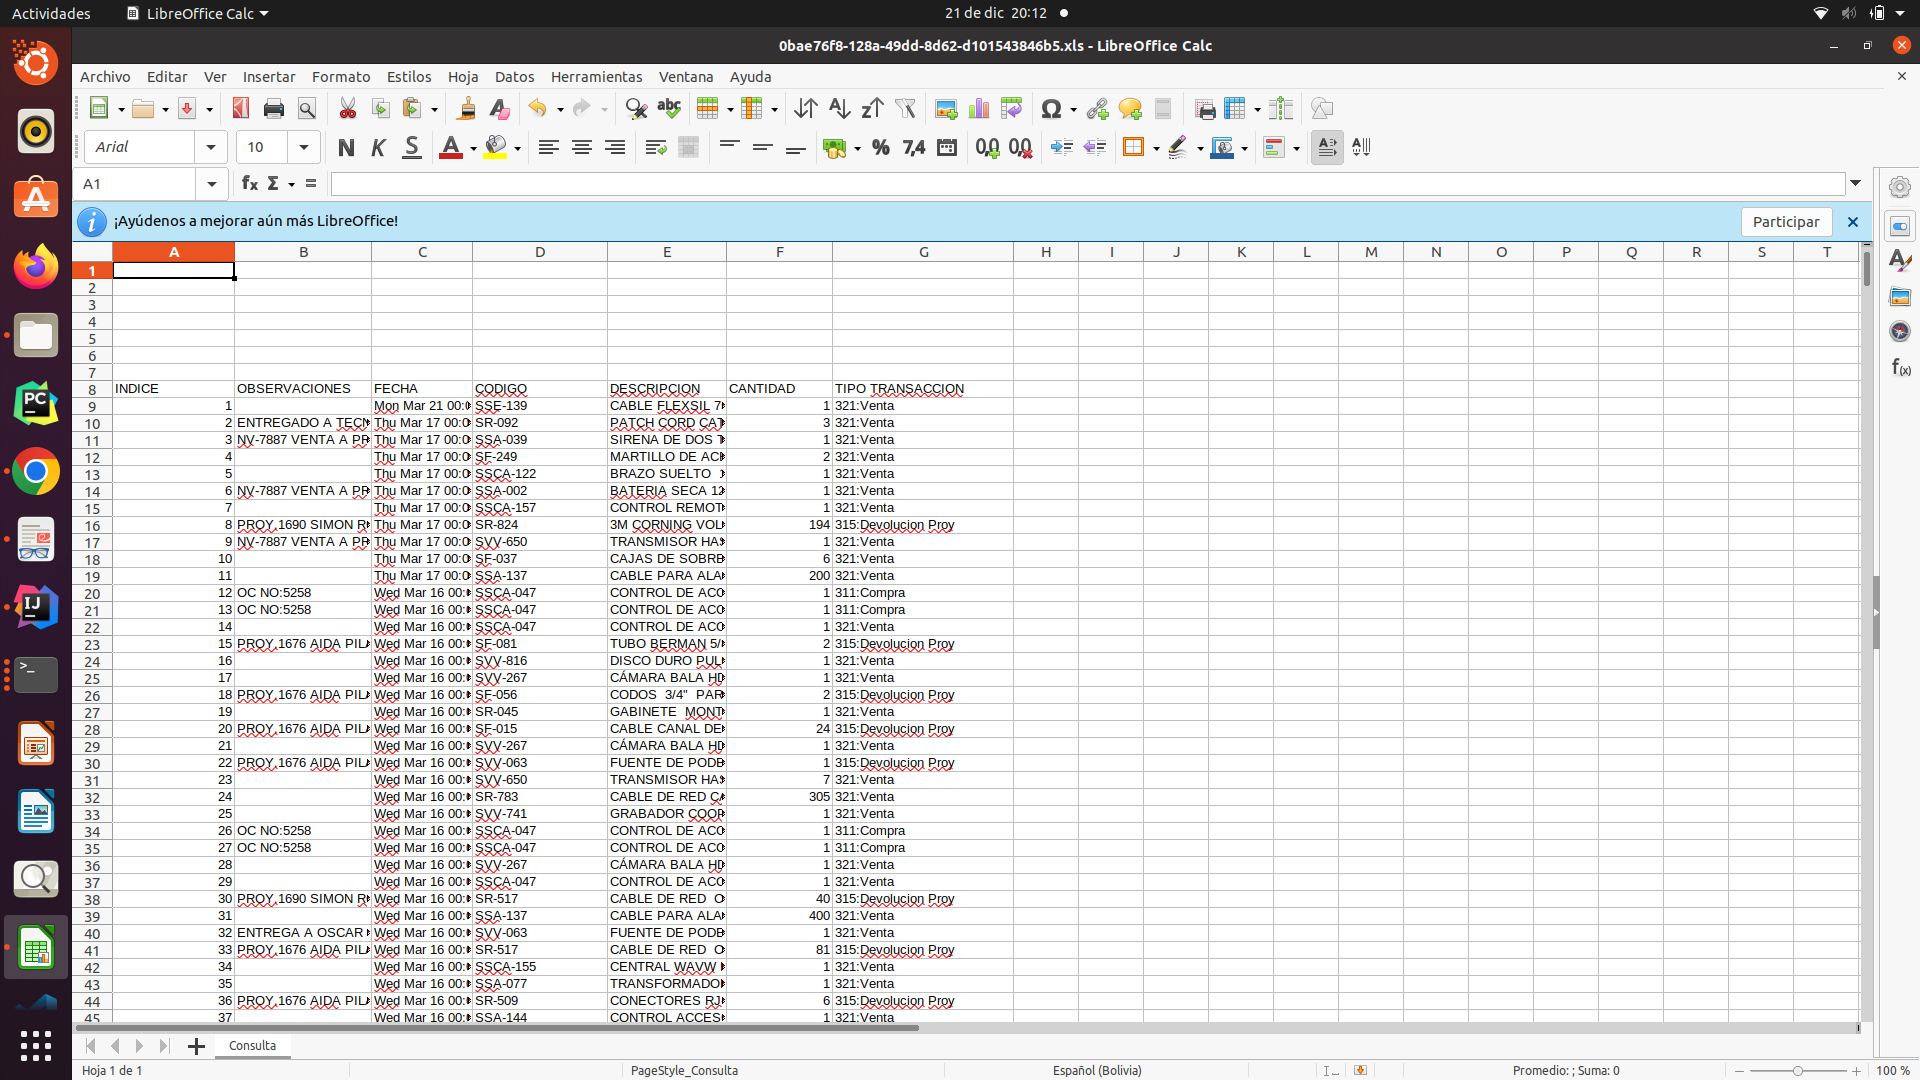 Actividades LibreOffice Calc 21 de dic 20:12
0bae76f8-128a-49dd-8d62-d101543846b5.xls - LibreOffice Calc
Archivo Editar Ver Insertar Formato Estilos Hoja Datos Herramientas Ventana Ayuda
Arial 10
A1
¡Ayúdenos a mejorar aún más LibreOffice! Participar
A B C D E F G H I J K L M N O P Q R S T
1
2
3
4
5
6
7
8 INDICE OBSERVACIONES FECHA CODIGO DESCRIPCION CANTIDAD TIPO TRANSACCION
9 1 Mon Mar 21 00:0 SSE-139 CABLE FLEXSIL 1 321:Venta
10 2 ENTREGADO A Thu Mar 17 00:0 SR-092 PATCH CORD CAT 3 321:Venta
11 3 NV-7887 VENTA A Thu Mar 17 00:0 SSA-039 SIRENA DE DOS 1 321:Venta
12 4 Thu Mar 17 00:0 SF-249 MARTILLO DE 2 321:Venta
13 5 Thu Mar 17 00:0 SSCA-122 BRAZO SUELTO 1 321:Venta
14 6 NV-7887 VENTA A Thu Mar 17 00:0 SSA-002 BATERIA SECA 12 1 321:Venta
15 7 Thu Mar 17 00:0 SSCA-157 CONTROL REMOT 1 321:Venta
16 8 PROY,1690 SIMON Thu Mar 17 00:0 SR-824 3M CORNING VOL 194 315:Devolucion Proy
17 9 NV-7887 VENTA A Thu Mar 17 00:0 SVV-650 TRANSMISOR 1 321:Venta
18 10 Thu Mar 17 00:0 SF-037 CAJAS DE SOBRE 6 321:Venta
19 11 Thu Mar 17 00:0 SSA-137 CABLE PARA ALA 200 321:Venta
20 12 OC NO:5258 Wed Mar 16 00: SSCA-047 CONTROL DE ACC 1 311:Compra
21 13 OC NO:5258 Wed Mar 16 00: SSCA-047 CONTROL DE ACC 1 311:Compra
22 14 Wed Mar 16 00: SSCA-047 CONTROL DE ACC 1 321:Venta
23 15 PROY,1676 AIDA Wed Mar 16 00: SF-081 TUBO BERMAN 5/ 2 315:Devolucion Proy
24 16 Wed Mar 16 00: SVV-816 DISCO DURO 1 321:Venta
25 17 Wed Mar 16 00: SVV-267 CÁMARA BALA HD 1 321:Venta
26 18 PROY,1676 AIDA Wed Mar 16 00: SF-056 CODOS 3/4" PAR 2 315:Devolucion Proy
27 19 Wed Mar 16 00: SR-045 GABINETE MONT 1 321:Venta
28 20 PROY,1676 AIDA Wed Mar 16 00: SF-015 CABLE CANAL DE 24 315:Devolucion Proy
29 21 Wed Mar 16 00: SVV-267 CÁMARA BALA HD 1 321:Venta
30 22 PROY,1676 AIDA Wed Mar 16 00: SVV-063 FUENTE DE PODE 1 315:Devolucion Proy
31 23 Wed Mar 16 00: SVV-650 TRANSMISOR 7 321:Venta
32 24 Wed Mar 16 00: SR-783 CABLE DE RED 305 321:Venta
33 25 Wed Mar 16 00: SVV-741 GRABADOR 1 321:Venta
34 26 OC NO:5258 Wed Mar 16 00: SSCA-047 CONTROL DE ACC 1 311:Compra
35 27 OC NO:5258 Wed Mar 16 00: SSCA-047 CONTROL DE ACC 1 311:Compra
36 28 Wed Mar 16 00: SVV-267 CÁMARA BALA HD 1 321:Venta
37 29 Wed Mar 16 00: SSCA-047 CONTROL DE ACC 1 321:Venta
38 30 PROY,1690 SIMON Wed Mar 16 00: SR-517 CABLE DE RED 40 315:Devolucion Proy
39 31 Wed Mar 16 00: SSA-137 CABLE PARA ALA 400 321:Venta
40 32 ENTREGA A OSCAR Wed Mar 16 00: SVV-063 FUENTE DE PODE 1 321:Venta
41 33 PROY,1676 AIDA Wed Mar 16 00: SR-517 CABLE DE RED 81 315:Devolucion Proy
42 34 Wed Mar 16 00: SSCA-155 CENTRAL WAVW 1 321:Venta
43 35 Wed Mar 16 00: SSA-077 TRANSFORMADO 1 321:Venta
44 36 PROY,1676 AIDA Wed Mar 16 00: SR-509 CONECTORES RJ 6 315:Devolucion Proy
45 37 Wed Mar 16 00: SSA-144 CONTROL ACCES 1 321:Venta
Consulta
Hoja 1 de 1 PageStyle_Consulta Español (Bolivia) Promedio: ; Suma: 0 100 %